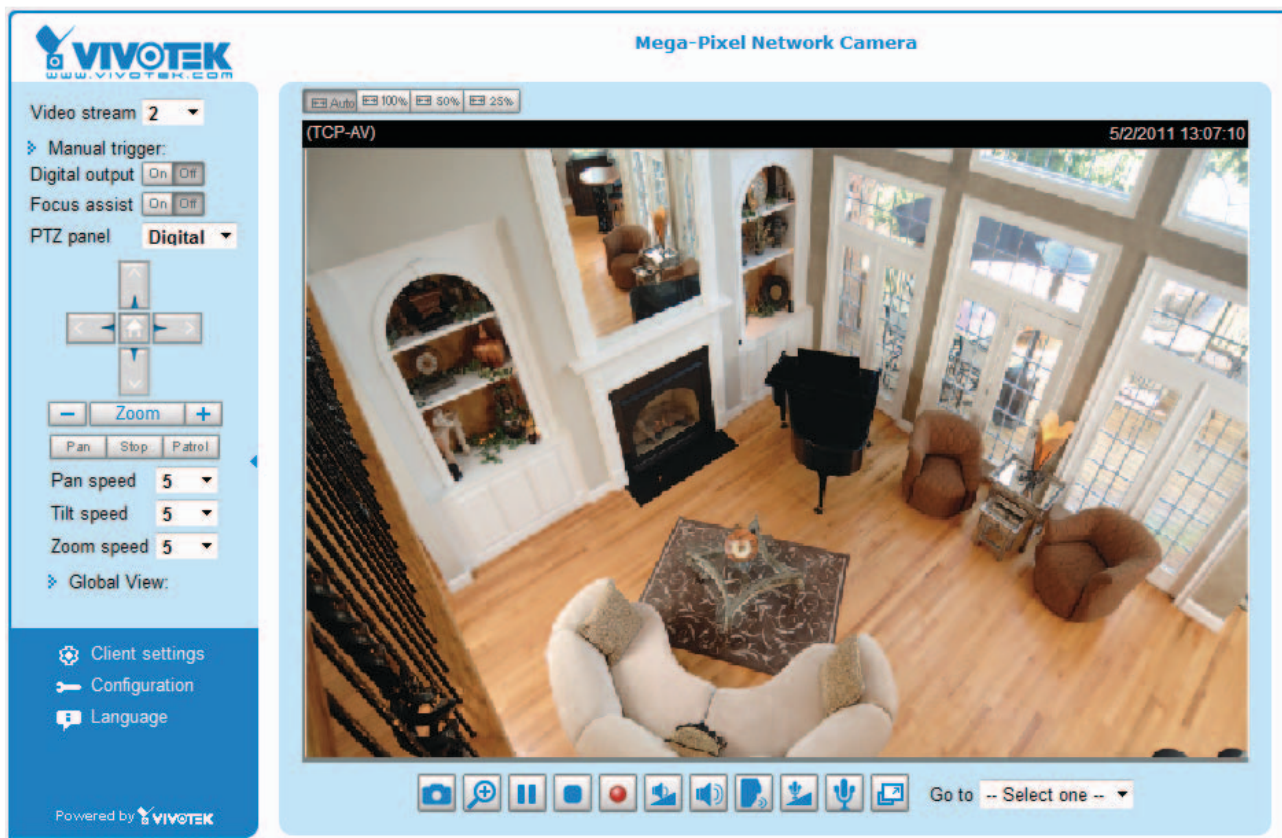 VIVOTEK
www.vivotek.com
Mega-Pixel Network Camera
Video stream 2
Manual trigger:
Digital output On Off
Focus assist On Off
PTZ panel Digital
Zoom
Pan Stop Patrol
Pan speed 5
Tilt speed 5
Zoom speed 5
Global View:
Client settings
Configuration
Language
Powered by VIVOTEK
Auto 100% 50% 25%
(TCP-AV) 5/2/2011 13:07:10
Go to -- Select one --